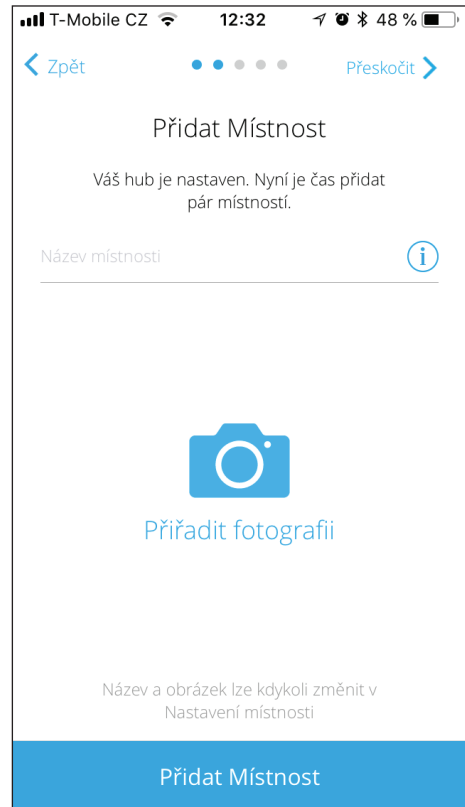 T-Mobile CZ 12:32 48 %
Zpět Přeskočit
Přidat Místnost
Váš hub je nastaven. Nyní je čas přidat
pár místností.
Název místnosti i
Přiřadit fotografii
Název a obrázek lze kdykoli změnit v
Nastavení místnosti
Přidat Místnost